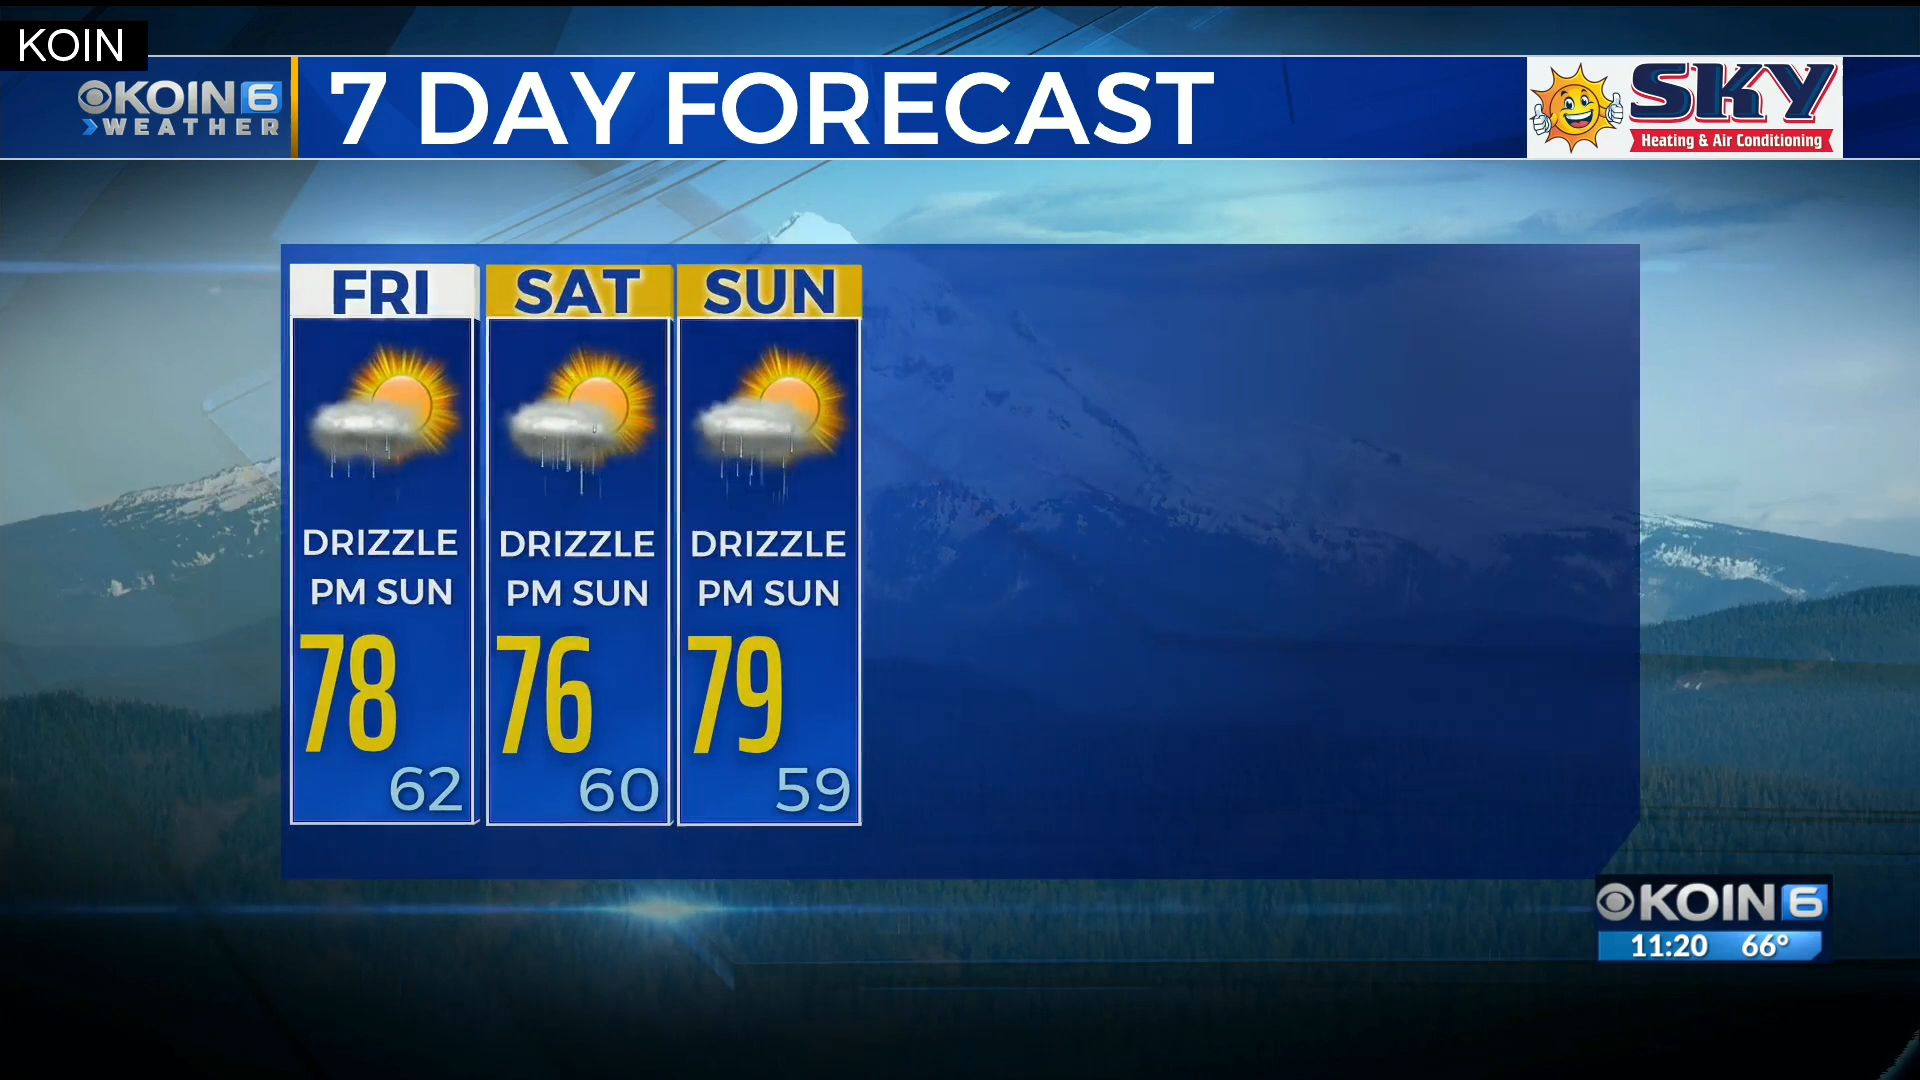 KOIN
KOIN 6
WEATHER
7 DAY FORECAST
SKY
Heating & Air Conditioning
FRI
DRIZZLE
PM SUN
78
62
SAT
DRIZZLE
PM SUN
76
60
SUN
DRIZZLE
PM SUN
79
59
KOIN 6
11:20 66°